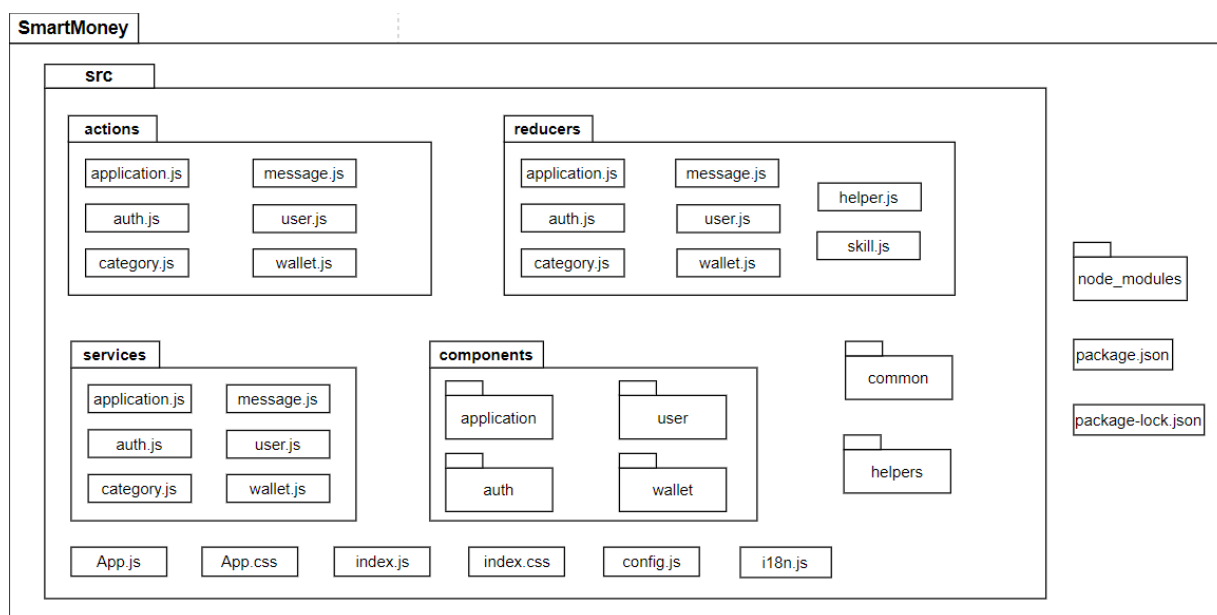 SmartMoney
src
actions
application.js
message.js
auth.js
user.js
category.js
wallet.js
reducers
application.js
message.js
helper.js
auth.js
user.js
skill.js
category.js
wallet.js
node_modules
package.json
package-lock.json
services
application.js
message.js
auth.js
user.js
category.js
wallet.js
components
application
user
auth
wallet
common
helpers
App.js
App.css
index.js
index.css
config.js
i18n.js